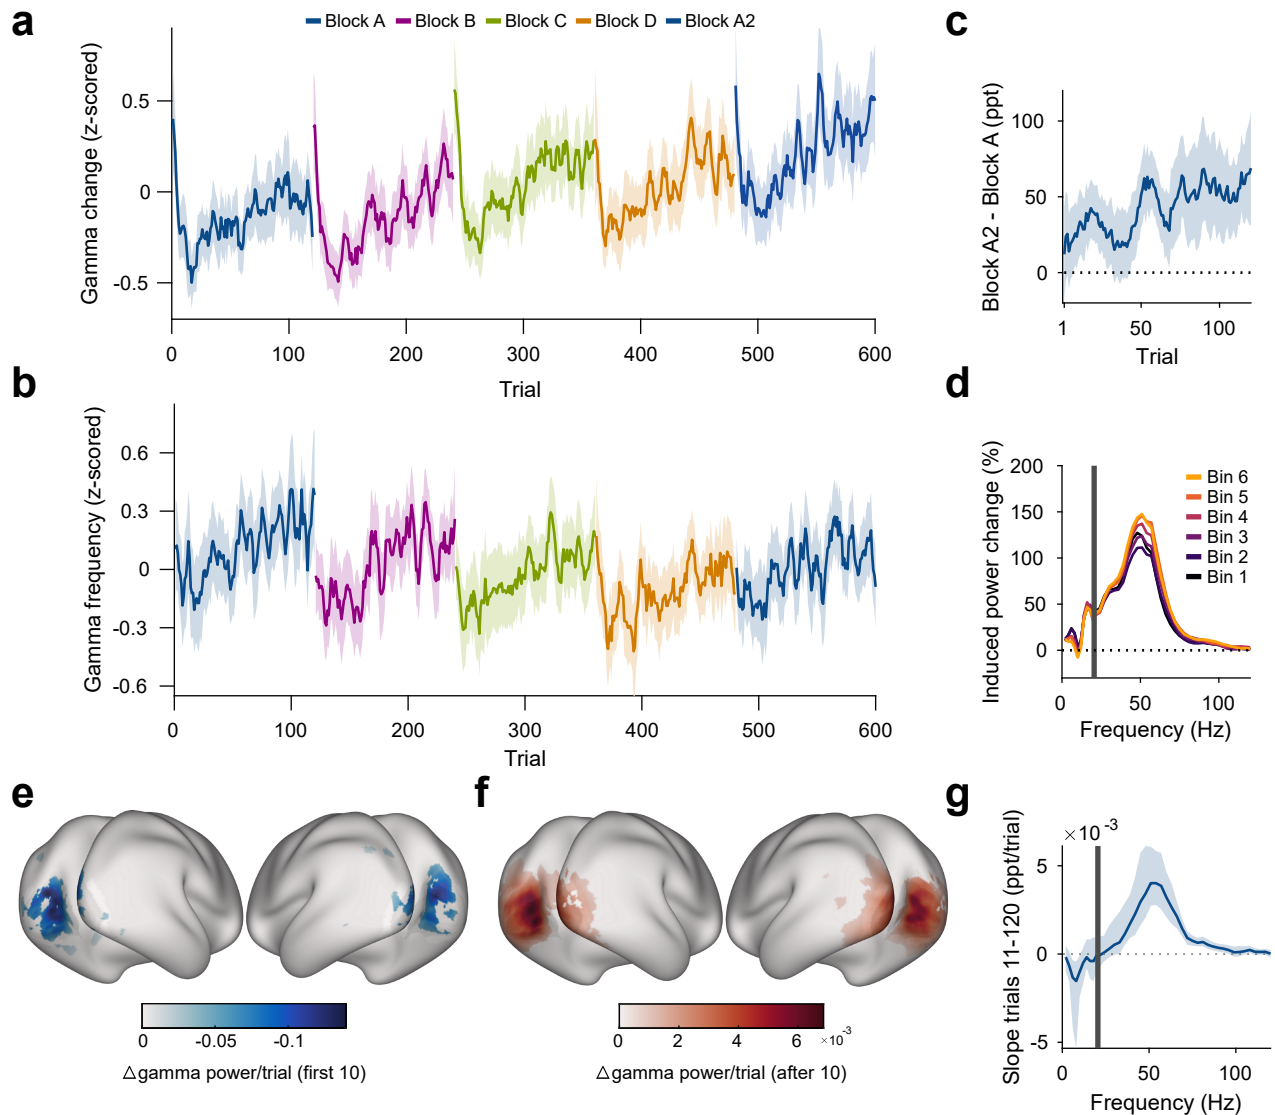 a
Block A
Block B
Block C
Block D
Block A2
Gamma change (z-scored)
0.5
0
-0.5
0
100
200
300
400
500
600
Trial
c
Block A2 - Block A (ppt)
100
50
0
1
50
100
Trial
b
Gamma frequency (z-scored)
0.6
0.3
0
-0.3
-0.6
0
100
200
300
400
500
600
Trial
d
Induced power change (%)
200
150
100
50
0
Bin 6
Bin 5
Bin 4
Bin 3
Bin 2
Bin 1
0
50
100
Frequency (Hz)
e
0
-0.05
-0.1
△gamma power/trial (first 10)
f
0
2
4
6
×10⁻³
△gamma power/trial (after 10)
g
Slope trials 11-120 (ppt/trial)
×10⁻³
5
0
-5
0
50
100
Frequency (Hz)